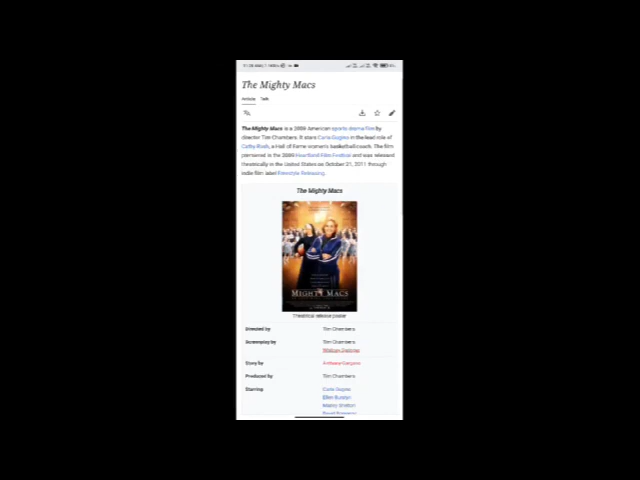 The Mighty Macs
Article Talk
The Mighty Macs is a 2009 American sports drama film by
director Tim Chambers. It stars Carla Gugino in the lead role of
Cathy Rush, a Hall of Fame women's basketball coach. The film
premiered in the 2009 Heartland Film Festival and was released
theatrically in the United States on October 21, 2011 through
indie film label Freestyle Releasing.
The Mighty Macs
MIGHTY MACS
Theatrical release poster
Directed by Tim Chambers
Screenplay by Tim Chambers
Story by Anthony Gargano
Produced by Tim Chambers
Starring Carla Gugino
Ellen Burstyn
Marley Shelton